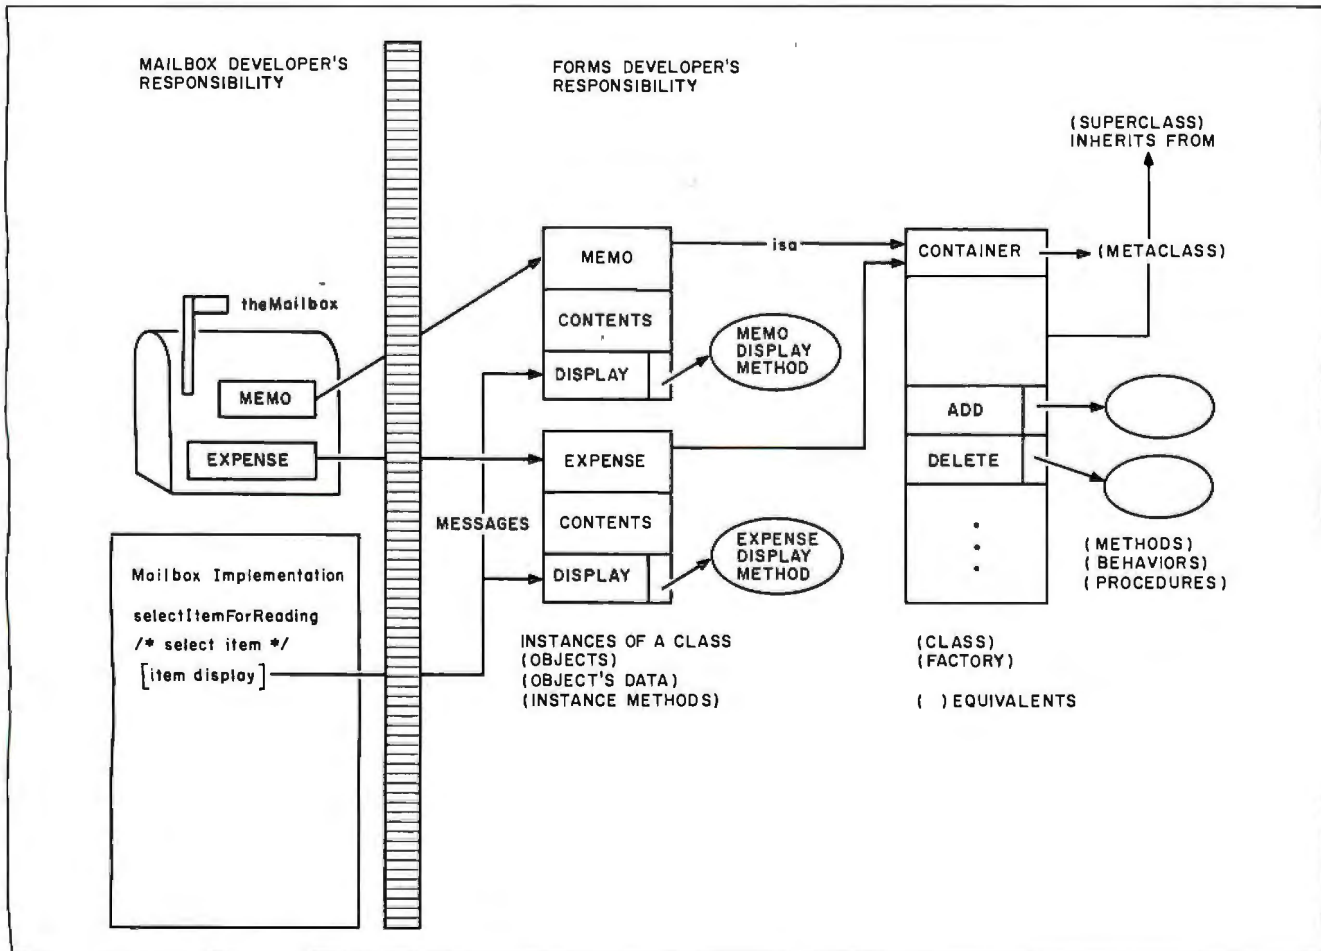 MAILBOX DEVELOPER'S
RESPONSIBILITY
FORMS DEVELOPER'S
RESPONSIBILITY
(SUPERCLASS)
INHERITS FROM
theMailbox
MEMO
EXPENSE
MEMO
CONTENTS
DISPLAY
MEMO
DISPLAY
METHOD
isa
CONTAINER
(METACLASS)
ADD
DELETE
(METHODS)
(BEHAVIORS)
(PROCEDURES)
MESSAGES
EXPENSE
CONTENTS
DISPLAY
EXPENSE
DISPLAY
METHOD
Mailbox Implementation
selectItemForReading
/* select item */
[item display]
INSTANCES OF A CLASS
(OBJECTS)
(OBJECT'S DATA)
(INSTANCE METHODS)
(CLASS)
(FACTORY)
( ) EQUIVALENTS